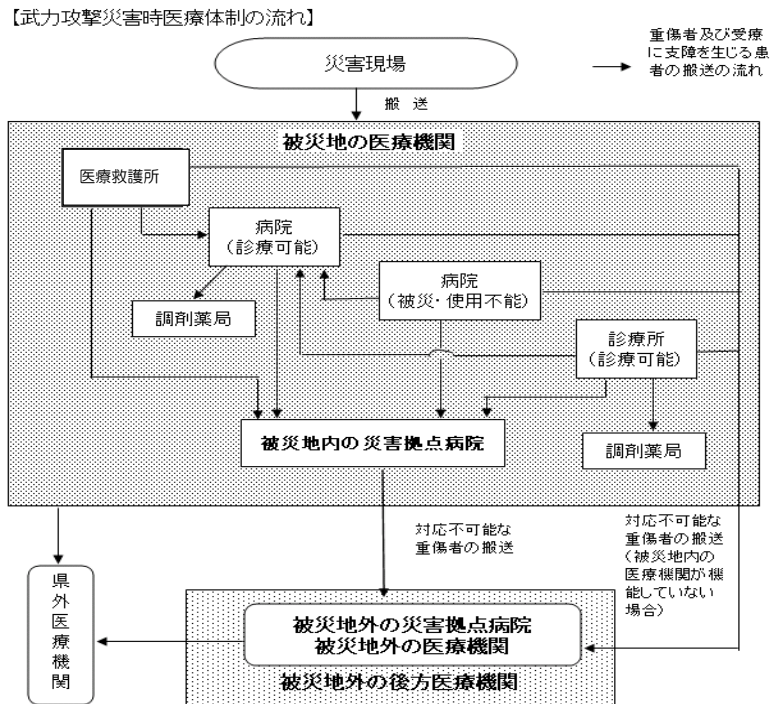 【武力攻撃災害時医療体制の流れ】
災害現場
重傷者及び受療
に支障を生じる患
者の搬送の流れ
搬 送
被災地の医療機関
医療救護所
病院
(診療可能)
調剤薬局
病院
(被災・使用不能)
診療所
(診療可能)
被災地内の災害拠点病院
調剤薬局
対応不可能な
重傷者の搬送
対応不可能な
重傷者の搬送
(被災地内の
医療機関が機
能していない
場合)
県外医療機関
被災地外の災害拠点病院
被災地外の医療機関
被災地外の後方医療機関